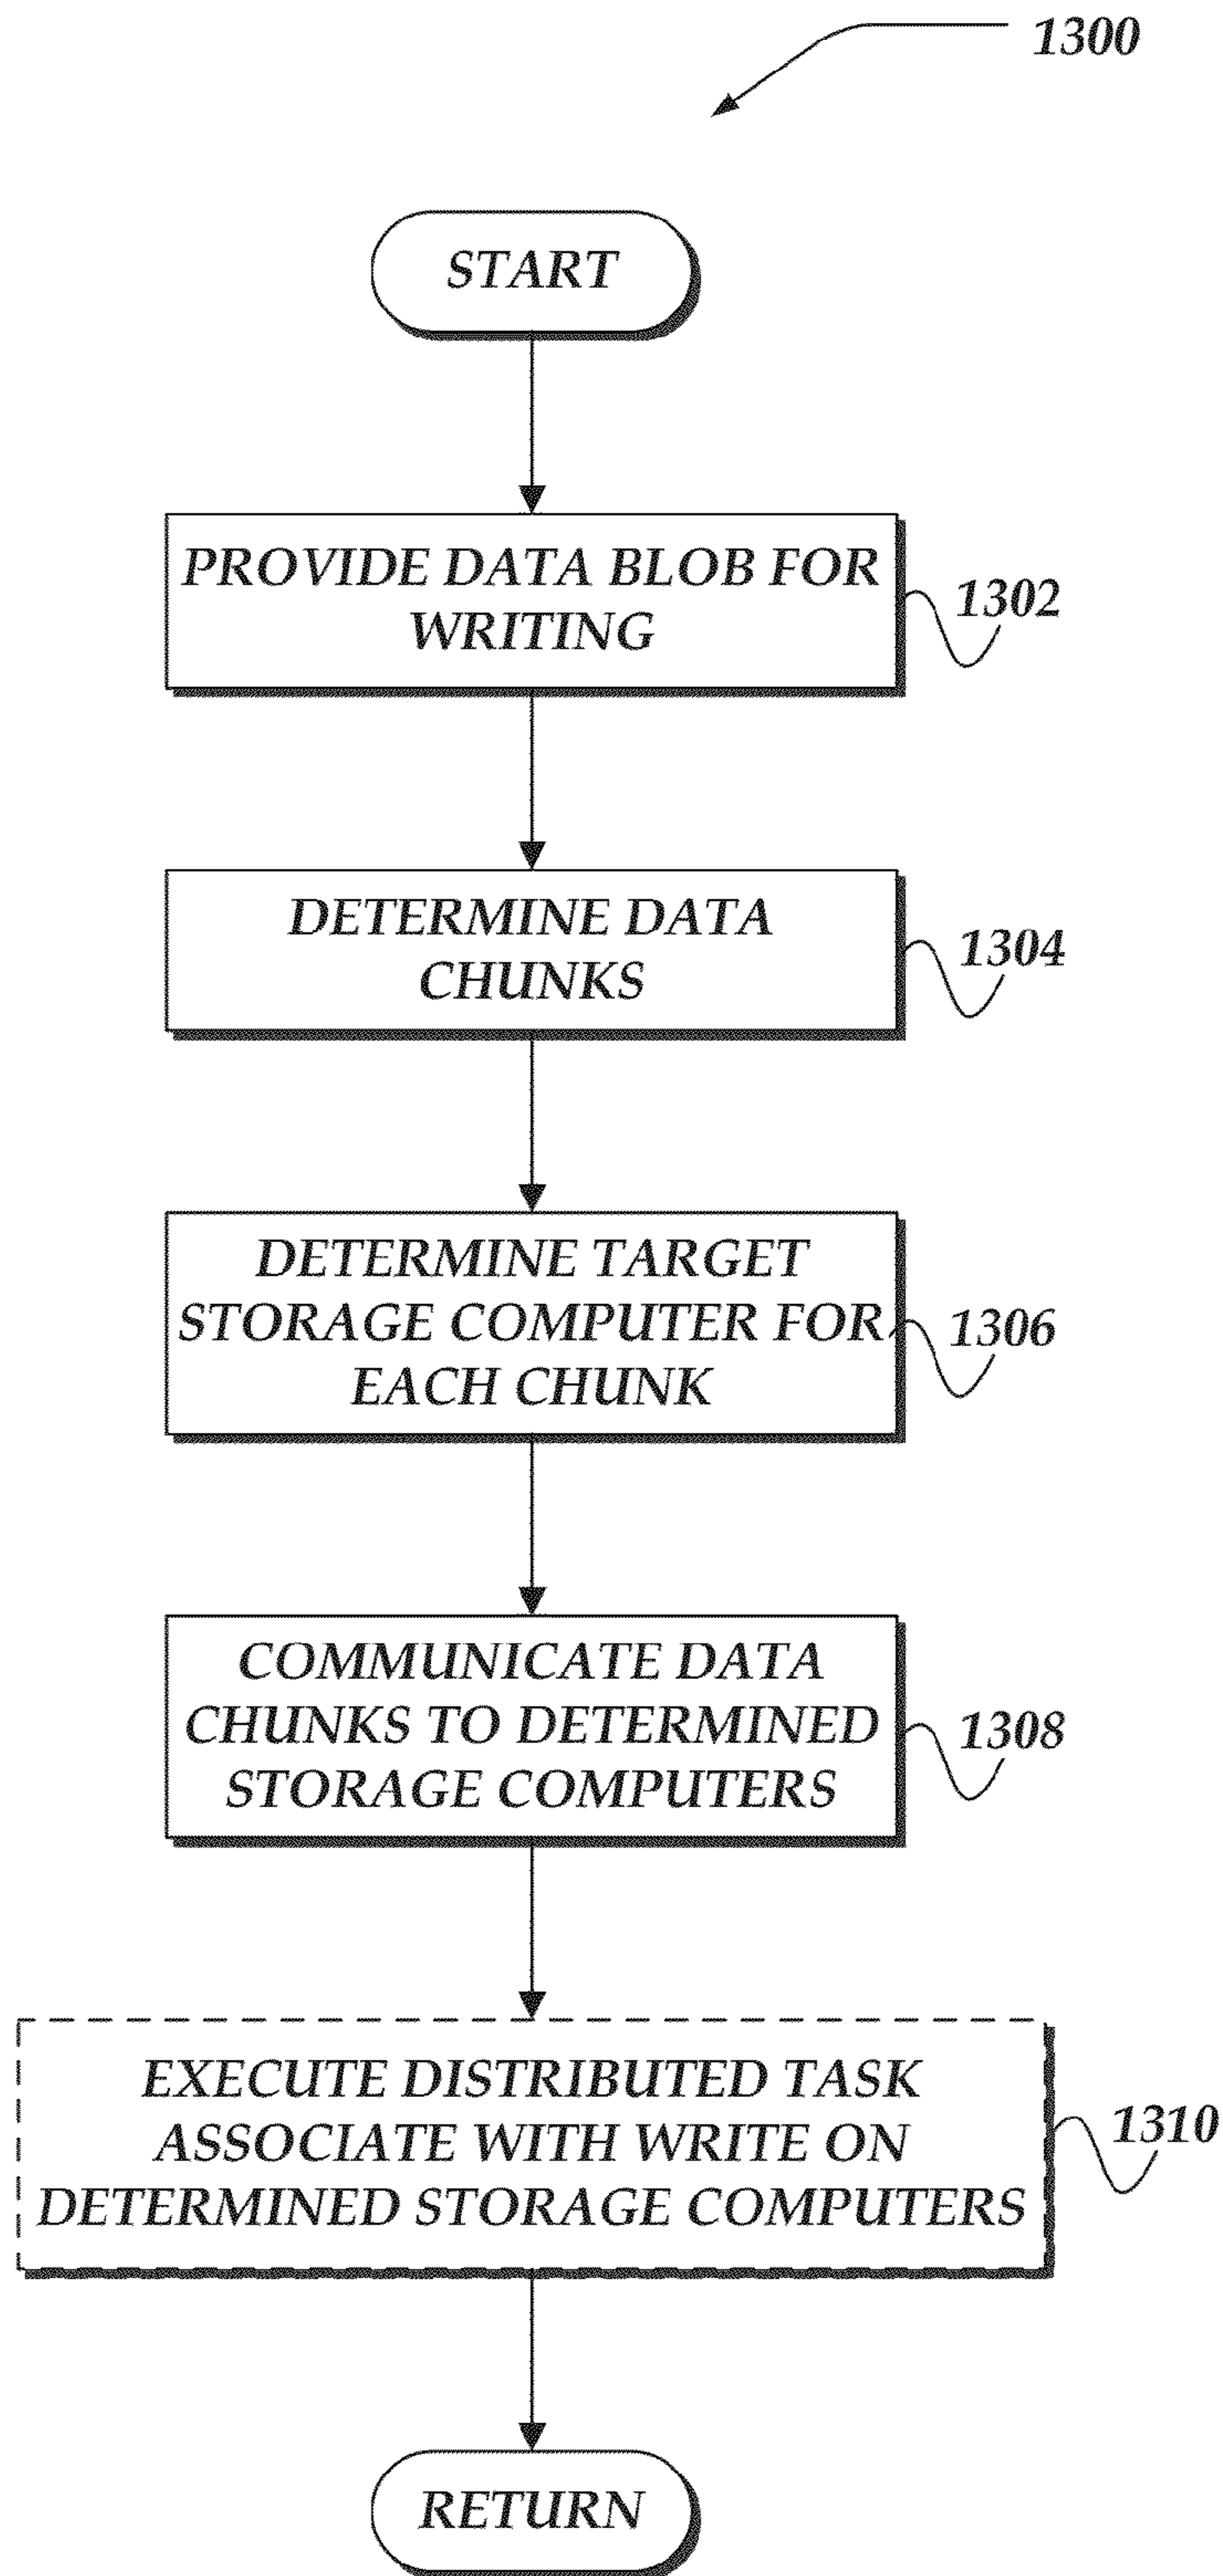 1300
START
PROVIDE DATA BLOB FOR
WRITING
1302
DETERMINE DATA
CHUNKS
1304
DETERMINE TARGET
STORAGE COMPUTER FOR
EACH CHUNK
1306
COMMUNICATE DATA
CHUNKS TO DETERMINED
STORAGE COMPUTERS
1308
EXECUTE DISTRIBUTED TASK
ASSOCIATE WITH WRITE ON
DETERMINED STORAGE COMPUTERS
1310
RETURN